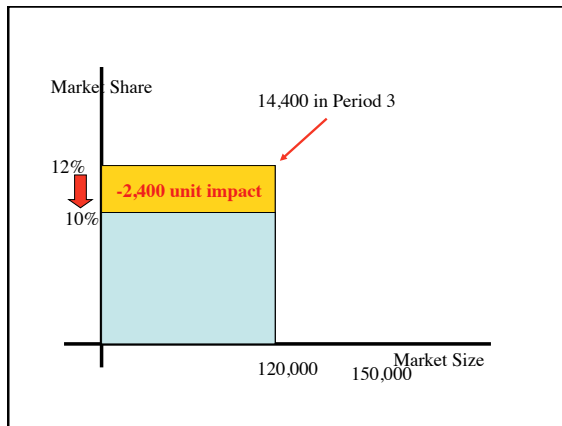 Market Share
14,400 in Period 3
12%
-2,400 unit impact
10%
Market Size
120,000
150,000